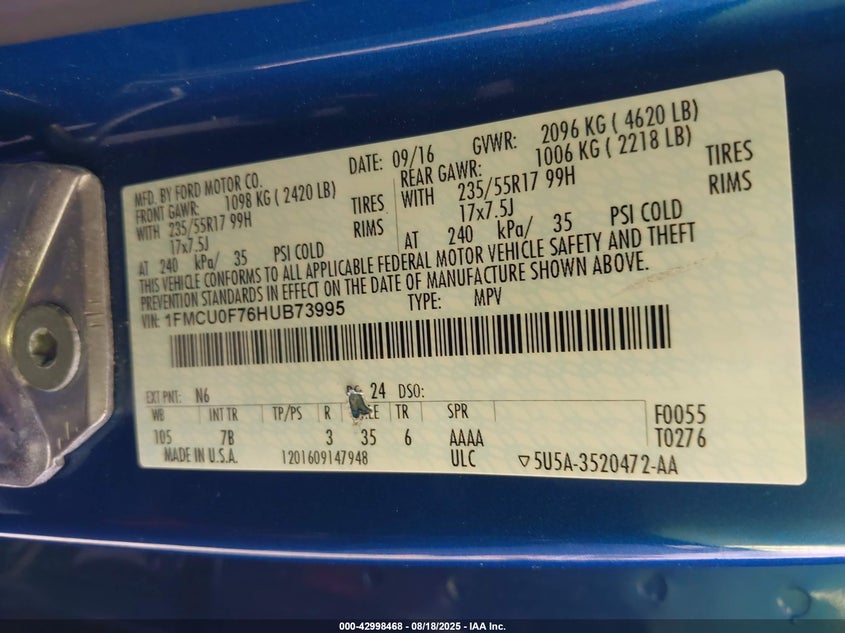 MFD. BY FORD MOTOR CO.
DATE: 09/16 GVWR: 2096 KG ( 4620 LB)
FRONT GAWR: 1098 KG ( 2420 LB)
REAR GAWR: 1006 KG ( 2218 LB)
WITH 235/55R17 99H TIRES
WITH 235/55R17 99H TIRES
17x7.5J RIMS
17x7.5J RIMS
AT 240 kPa/ 35 PSI COLD
AT 240 kPa/ 35 PSI COLD
THIS VEHICLE CONFORMS TO ALL APPLICABLE FEDERAL MOTOR VEHICLE SAFETY AND THEFT
PREVENTION STANDARDS IN EFFECT ON THE DATE OF MANUFACTURE SHOWN ABOVE.
VIN: 1FMCU0F76HUB73995 TYPE: MPV
EXT PNT: N6 24 DSO:
WB INT TR TP/PS R TR SPR F0055
105 7B 3 35 6 AAAA T0276
MADE IN U.S.A. 1201609147948 ULC ▽5U5A-3520472-AA
000-42998468 - 08/18/2025 - IAA Inc.